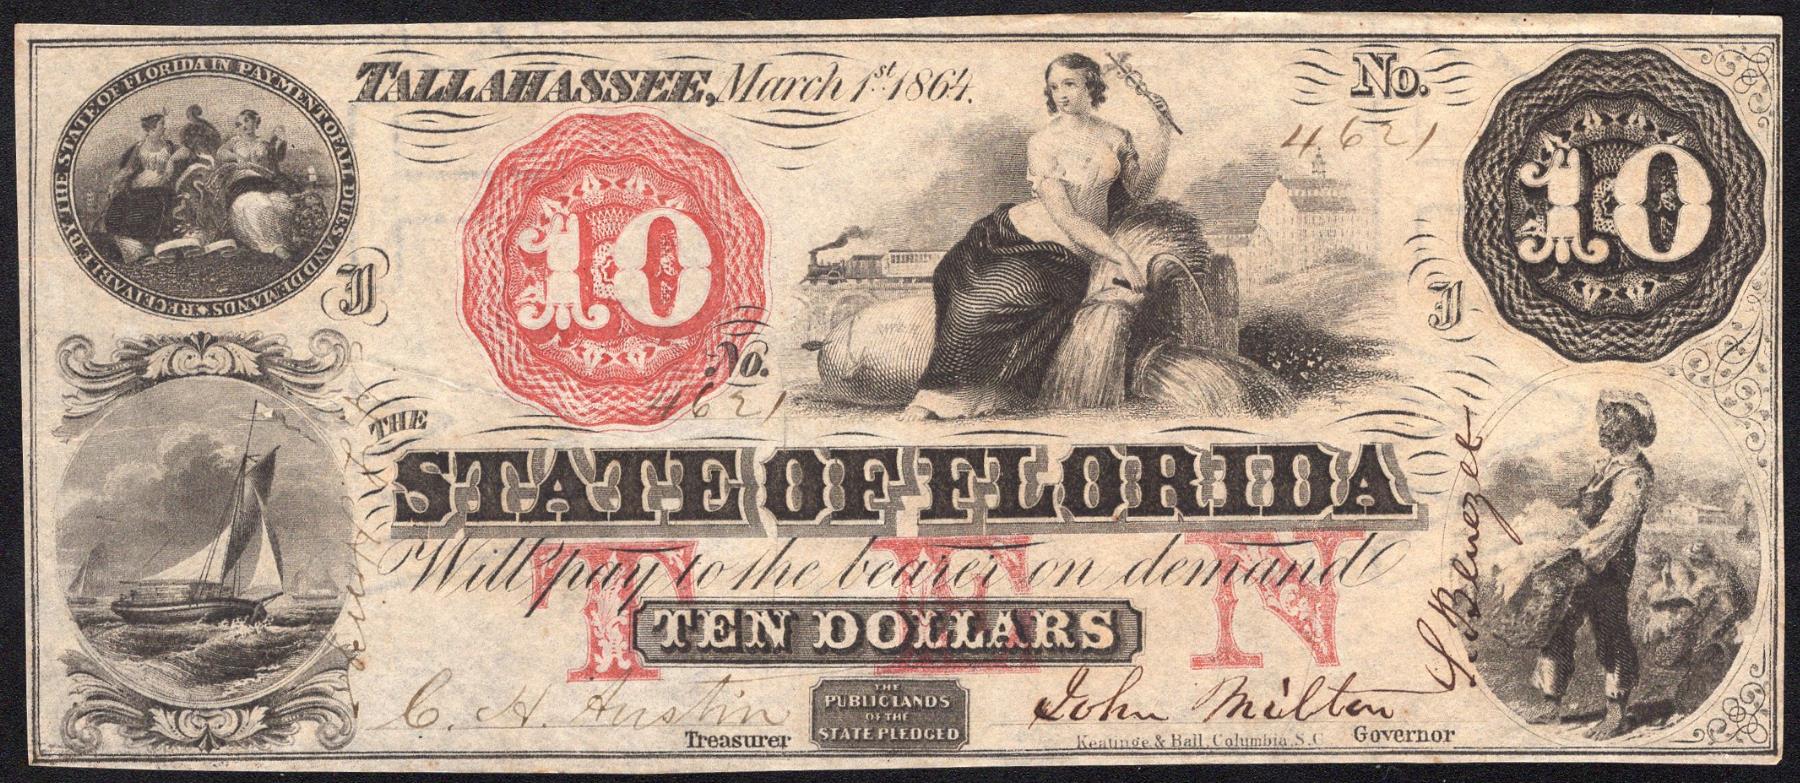 RECEIVABLE BY THE STATE OF FLORIDA IN PAYMENT OF ALL DUES AND DEMANDS
TALLAHASSEE, March 1st 1864.
No.
4621
10
10
J
J
No.
4621
THE
STATE OF FLORIDA
Will pay to the bearer on demand
TEN
TEN DOLLARS
C. H. Austin
Treasurer
THE
PUBLIC LANDS
OF THE
STATE PLEDGED
John Milton
Governor
Keatinge & Ball, Columbia, S.C
S. Benezet